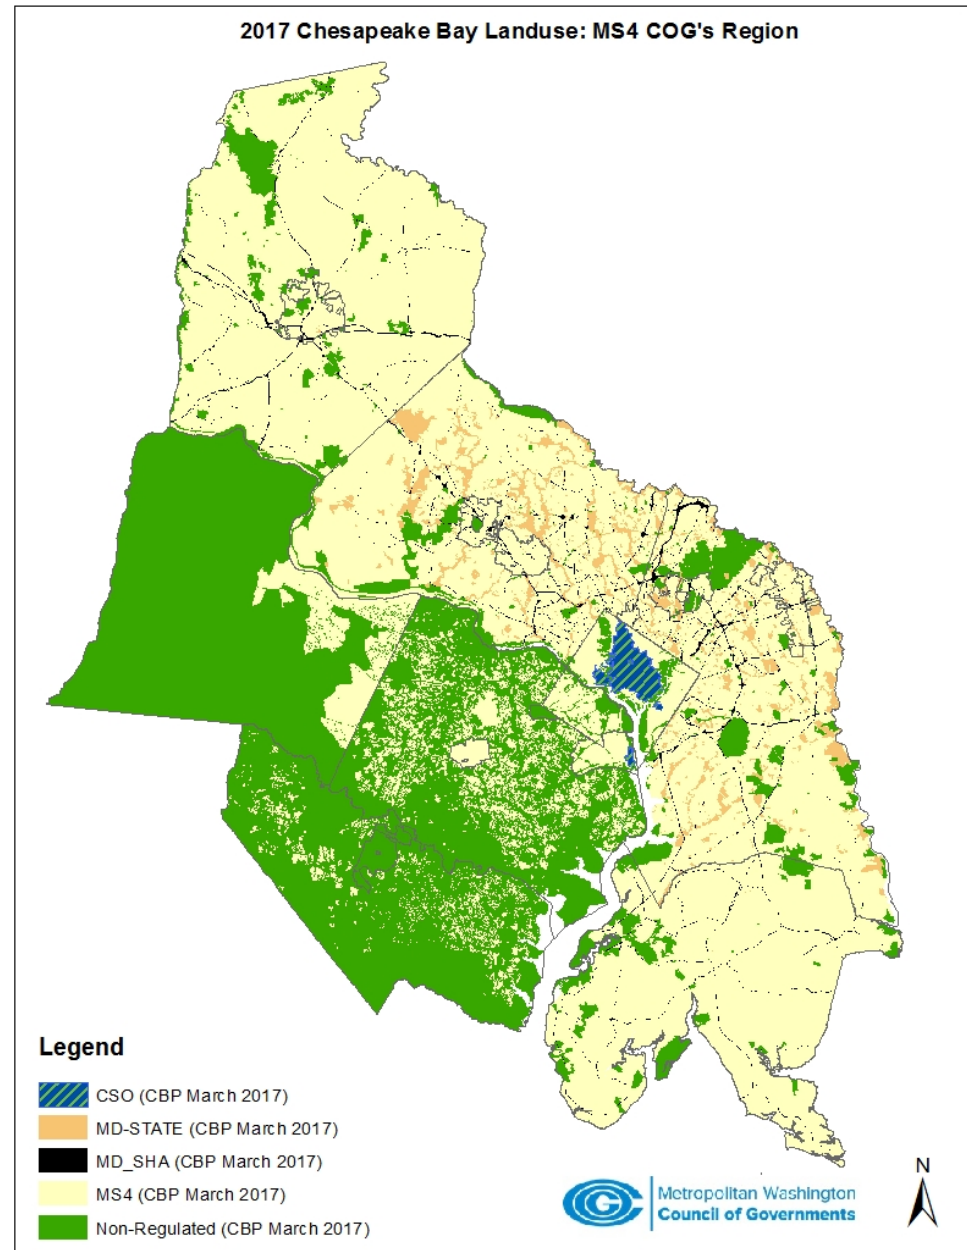 2017 Chesapeake Bay Landuse: MS4 COG's Region
Legend
CSO (CBP March 2017)
MD-STATE (CBP March 2017)
MD_SHA (CBP March 2017)
MS4 (CBP March 2017)
Non-Regulated (CBP March 2017)
Metropolitan Washington
Council of Governments
N